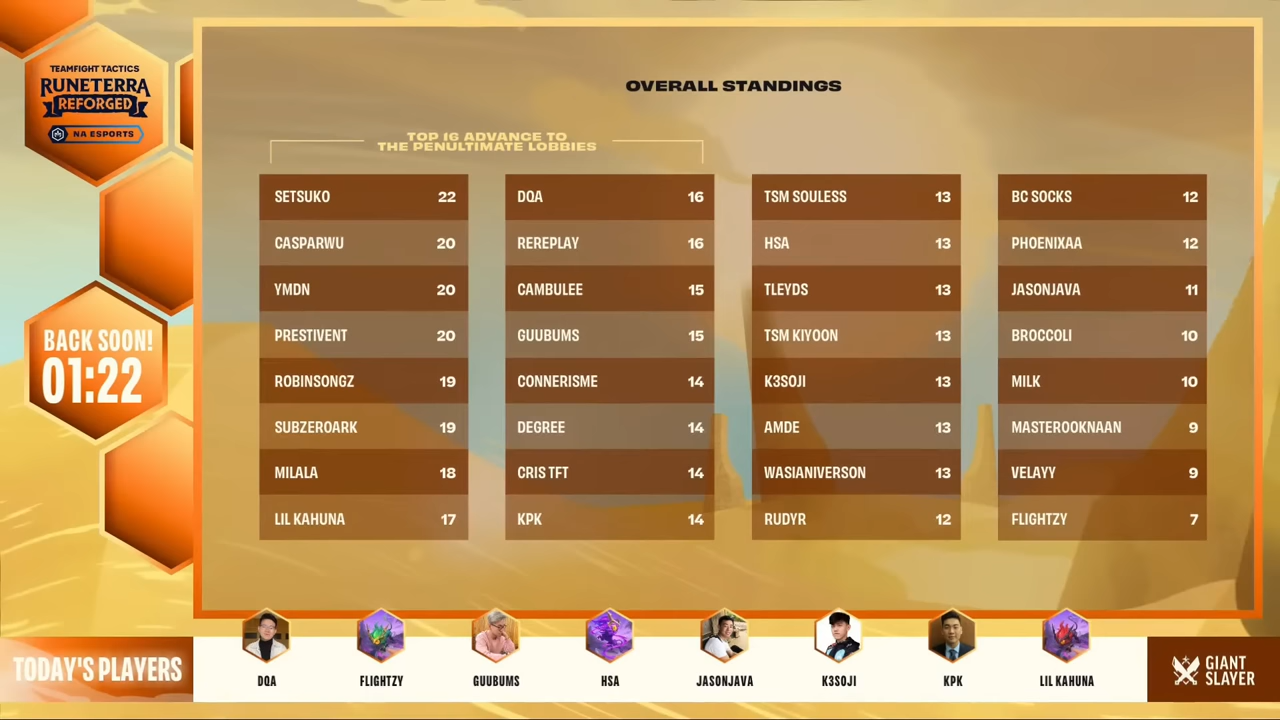 TEAMFIGHT TACTICS
RUNETERRA
REFORGED
NA ESPORTS
BACK SOON!
01:22
OVERALL STANDINGS
TOP 16 ADVANCE TO
THE PENULTIMATE LOBBIES
SETSUKO 22
CASPARWU 20
YMDN 20
PRESTIVENT 20
ROBINSONGZ 19
SUBZEROARK 19
MILALA 18
LIL KAHUNA 17
DQA 16
REREPLAY 16
CAMBULEE 15
GUUBUMS 15
CONNERISME 14
DEGREE 14
CRIS TFT 14
KPK 14
TSM SOULESS 13
HSA 13
TLEYDS 13
TSM KIYOON 13
K3SOJI 13
AMDE 13
WASIANIVERSON 13
RUDYR 12
BC SOCKS 12
PHOENIXAA 12
JASONJAVA 11
BROCCOLI 10
MILK 10
MASTEROOKNAAN 9
VELAYY 9
FLIGHTZY 7
TODAY'S PLAYERS
DQA
FLIGHTZY
GUUBUMS
HSA
JASONJAVA
K3SOJI
KPK
LIL KAHUNA
GIANT
SLAYER